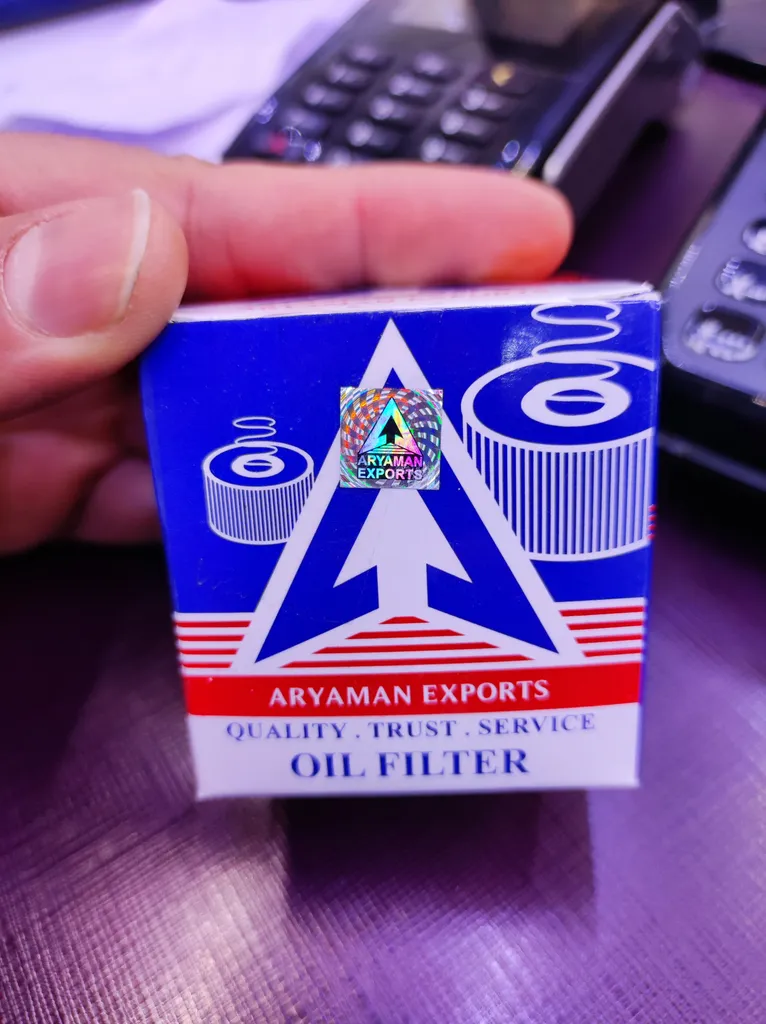 ARYAMAN
EXPORTS
ARYAMAN EXPORTS
QUALITY . TRUST . SERVICE
OIL FILTER